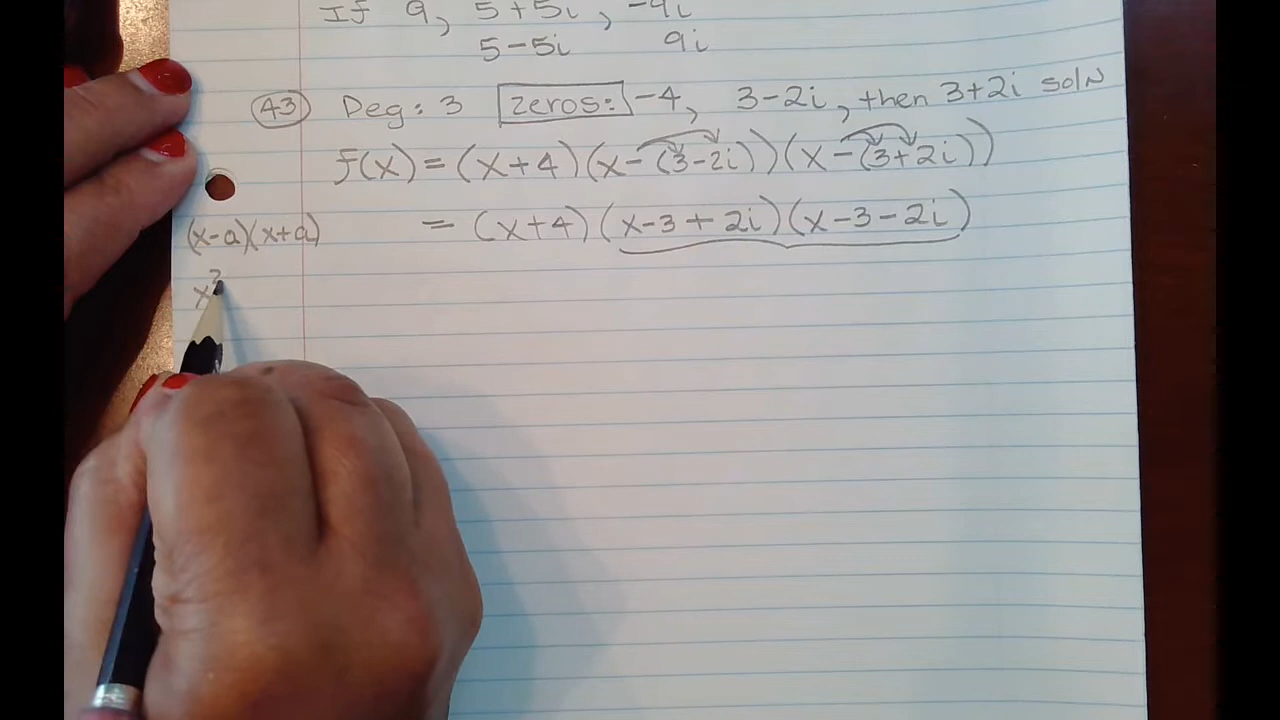 If 9, 5+5i, -9i
5-5i 9i
43 Deg: 3 zeros: -4, 3-2i, then 3+2i soln
f(x) = (x+4)(x-(3-2i))(x-(3+2i))
= (x+4)(x-3+2i)(x-3-2i)
(x-a)(x+a)
x²